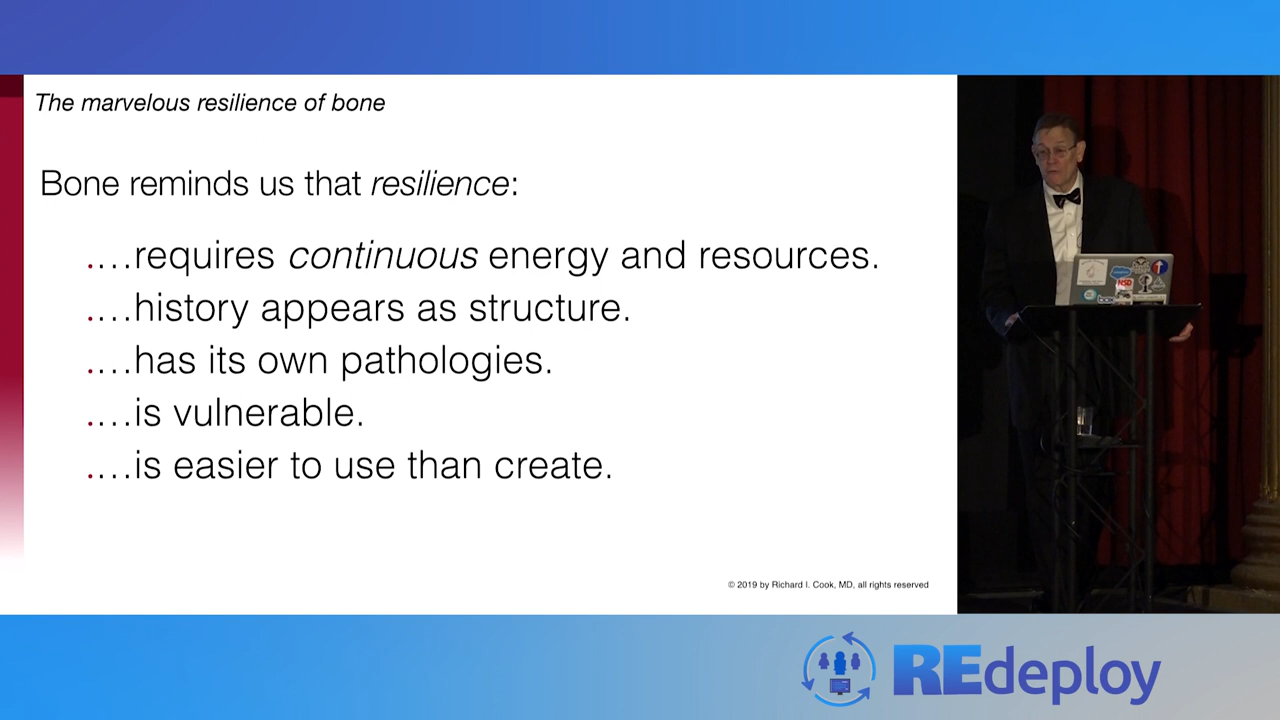 The marvelous resilience of bone
Bone reminds us that resilience:
....requires continuous energy and resources.
....history appears as structure.
....has its own pathologies.
....is vulnerable.
....is easier to use than create.
© 2019 by Richard I. Cook, MD, all rights reserved
NSD
REdeploy